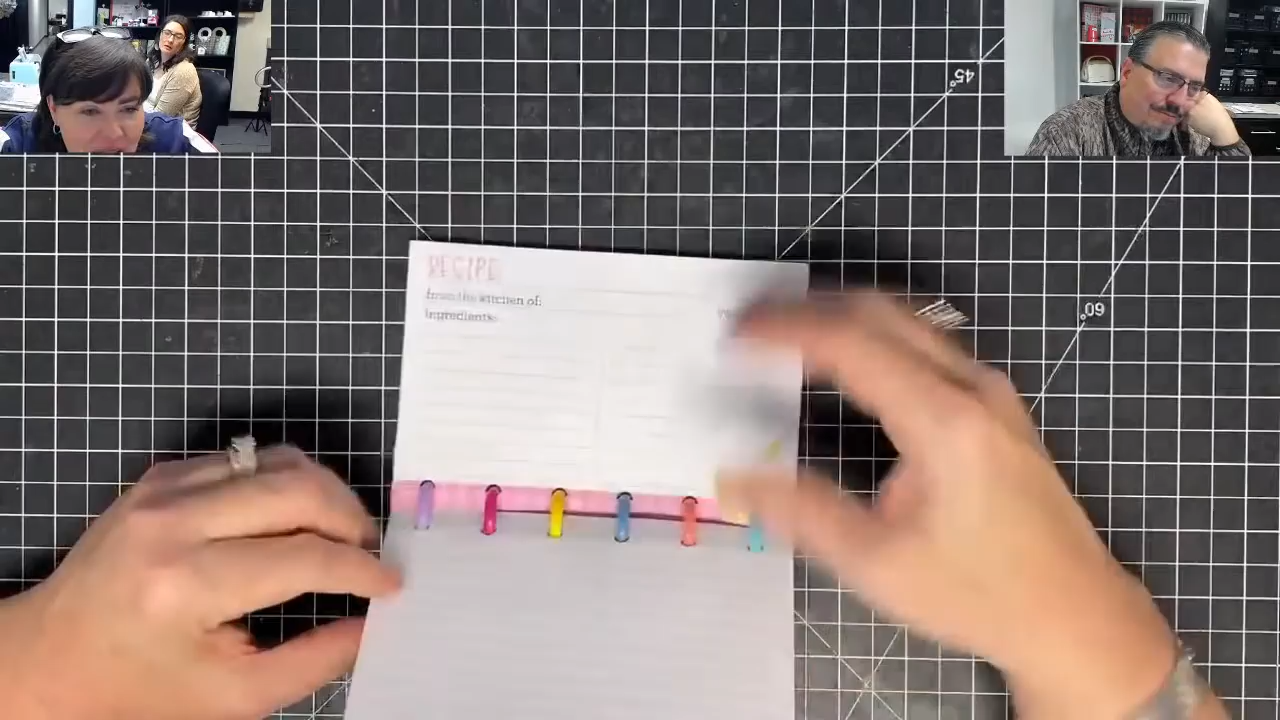 45°
RECIPE
from the kitchen of:
ingredients:
60°